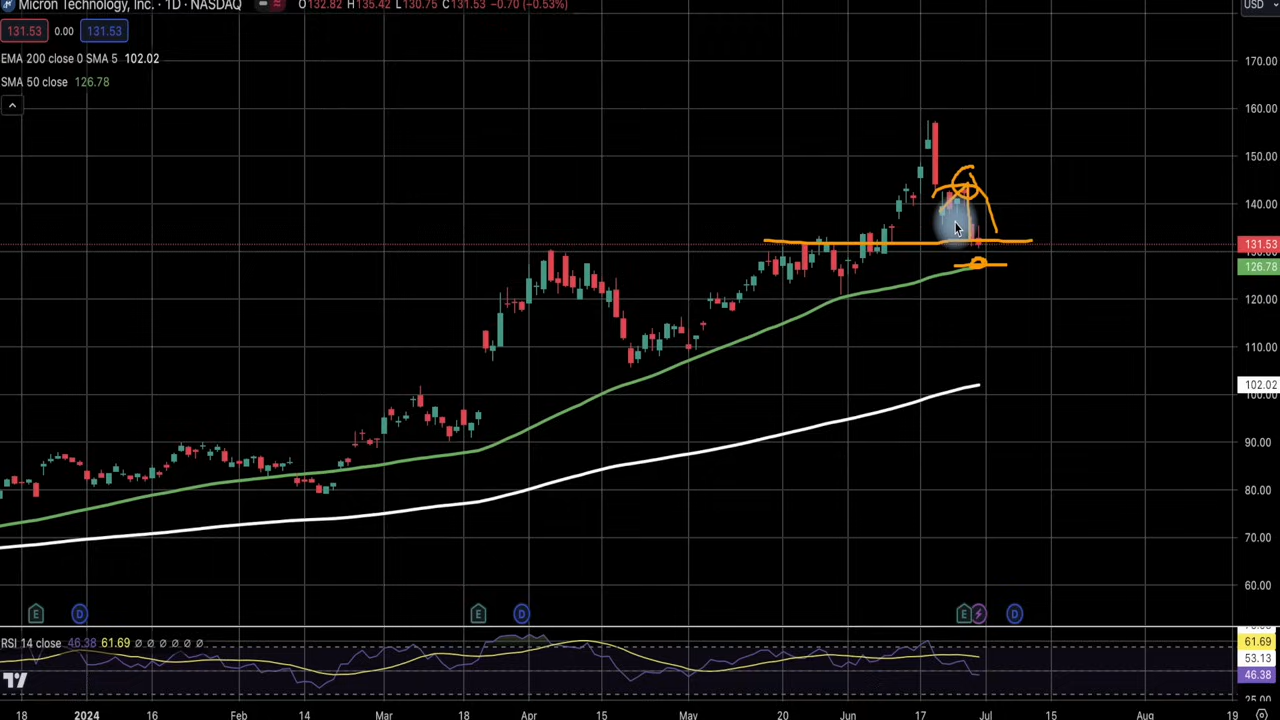 Micron Technology, Inc. · 1D · NASDAQ O132.82 H135.42 L130.75 C131.53 −0.70 (−0.53%) USD
131.53 0.00 131.53
EMA 200 close 0 SMA 5 102.02
SMA 50 close 126.78
170.00
160.00
150.00
140.00
131.53
130.00
126.78
120.00
110.00
102.02
100.00
90.00
80.00
70.00
60.00
E D E D E D
RSI 14 close 46.38 61.69 ∅ ∅ ∅ ∅ ∅ ∅
61.69
53.13
46.38
25.00
18 2024 16 Feb 14 Mar 18 Apr 15 May 20 Jun 17 Jul 15 Aug 19